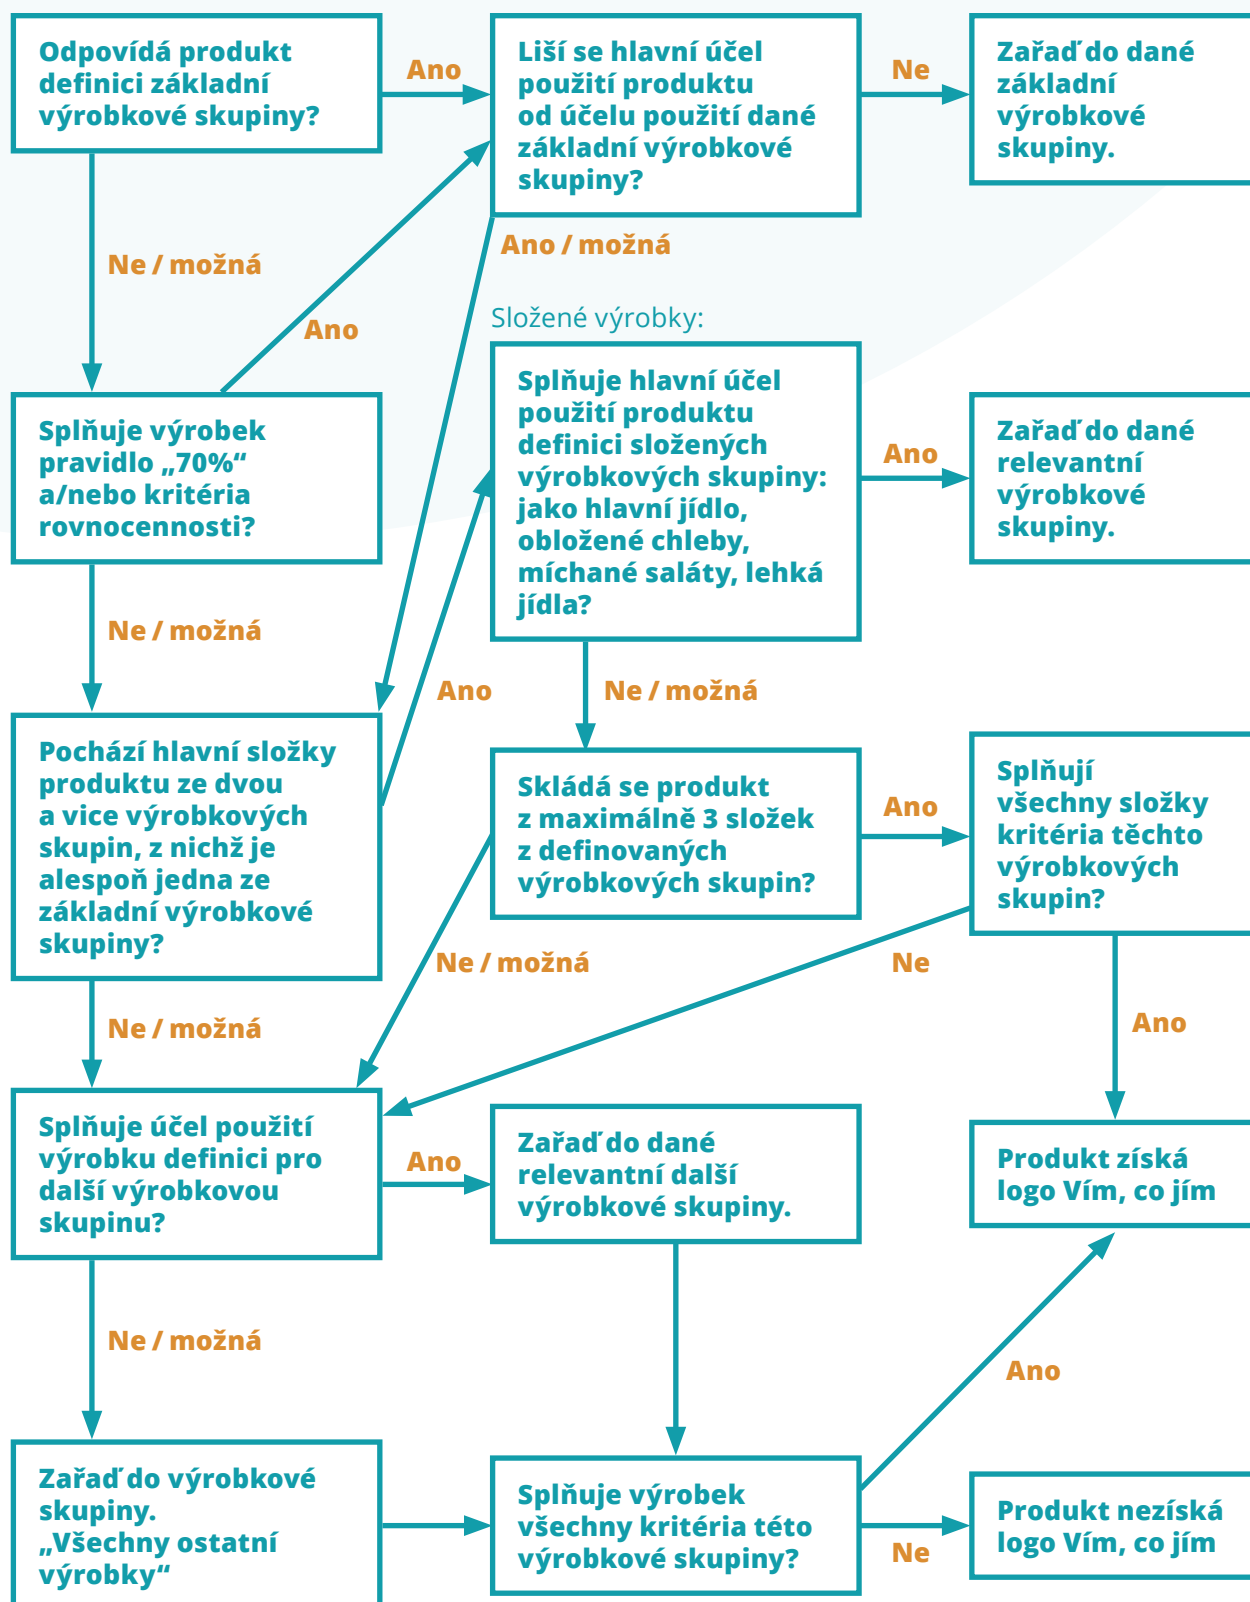 Odpovídá produkt
definici základní
výrobkové skupiny?
Ano
Liší se hlavní účel
použití produktu
od účelu použití dané
základní výrobkové
skupiny?
Ne
Zařaď do dané
základní
výrobkové
skupiny.
Ne / možná
Ano
Ano / možná
Složené výrobky:
Splňuje výrobek
pravidlo „70%“
a/nebo kritéria
rovnocennosti?
Splňuje hlavní účel
použití produktu
definici složených
výrobkových skupiny:
jako hlavní jídlo,
obložené chleby,
míchané saláty, lehká
jídla?
Ano
Zařaď do dané
relevantní
výrobkové
skupiny.
Ne / možná
Ano
Ne / možná
Pochází hlavní složky
produktu ze dvou
a vice výrobkových
skupin, z nichž je
alespoň jedna ze
základní výrobkové
skupiny?
Skládá se produkt
z maximálně 3 složek
z definovaných
výrobkových skupin?
Ano
Splňují
všechny složky
kritéria těchto
výrobkových
skupin?
Ne / možná
Ne / možná
Ne
Ano
Splňuje účel použití
výrobku definici pro
další výrobkovou
skupinu?
Ano
Zařaď do dané
relevantní další
výrobkové skupiny.
Produkt získá
logo Vím, co jím
Ne / možná
Ano
Zařaď do výrobkové
skupiny.
„Všechny ostatní
výrobky“
Splňuje výrobek
všechny kritéria této
výrobkové skupiny?
Ne
Produkt nezíská
logo Vím, co jím